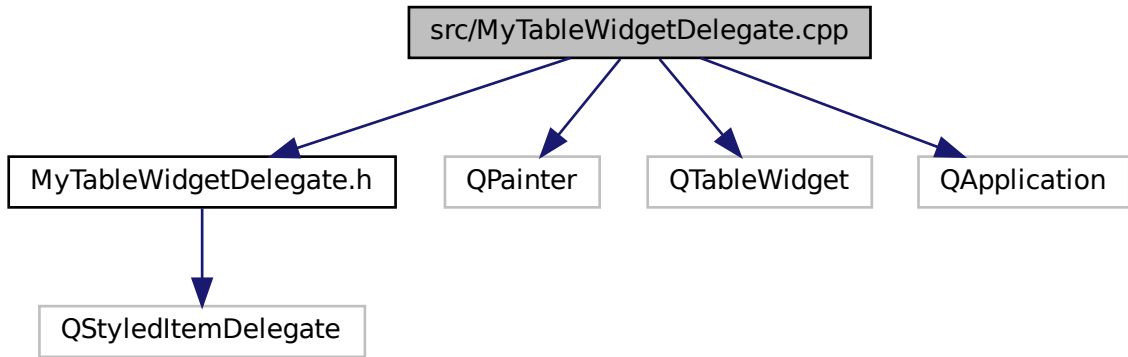 src/MyTableWidgetDelegate.cpp
MyTableWidgetDelegate.h
QPainter
QTableWidget
QApplication
QStyledItemDelegate